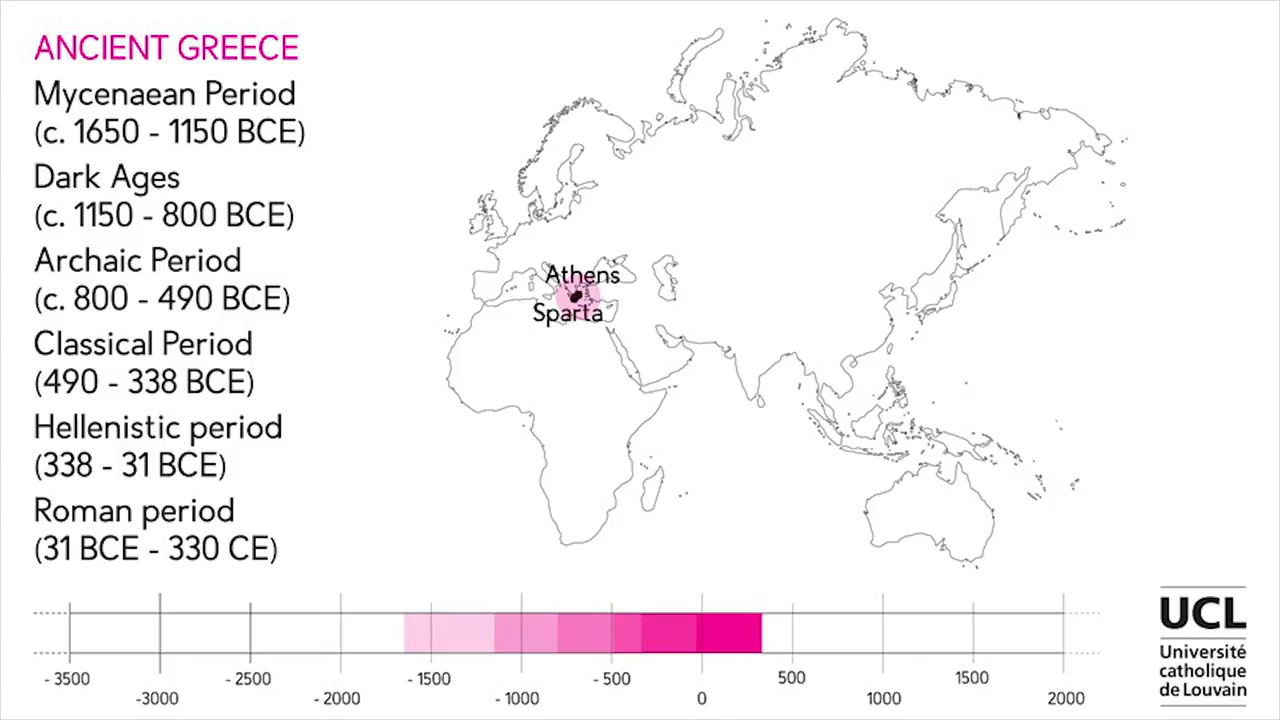 ANCIENT GREECE
Mycenaean Period
(c. 1650 - 1150 BCE)
Dark Ages
(c. 1150 - 800 BCE)
Archaic Period
(c. 800 - 490 BCE)
Classical Period
(490 - 338 BCE)
Hellenistic period
(338 - 31 BCE)
Roman period
(31 BCE - 330 CE)
Athens
Sparta
- 3500 - 2500 - 1500 - 500 500 1500
-3000 - 2000 - 1000 0 1000 2000
UCL
Université
catholique
de Louvain